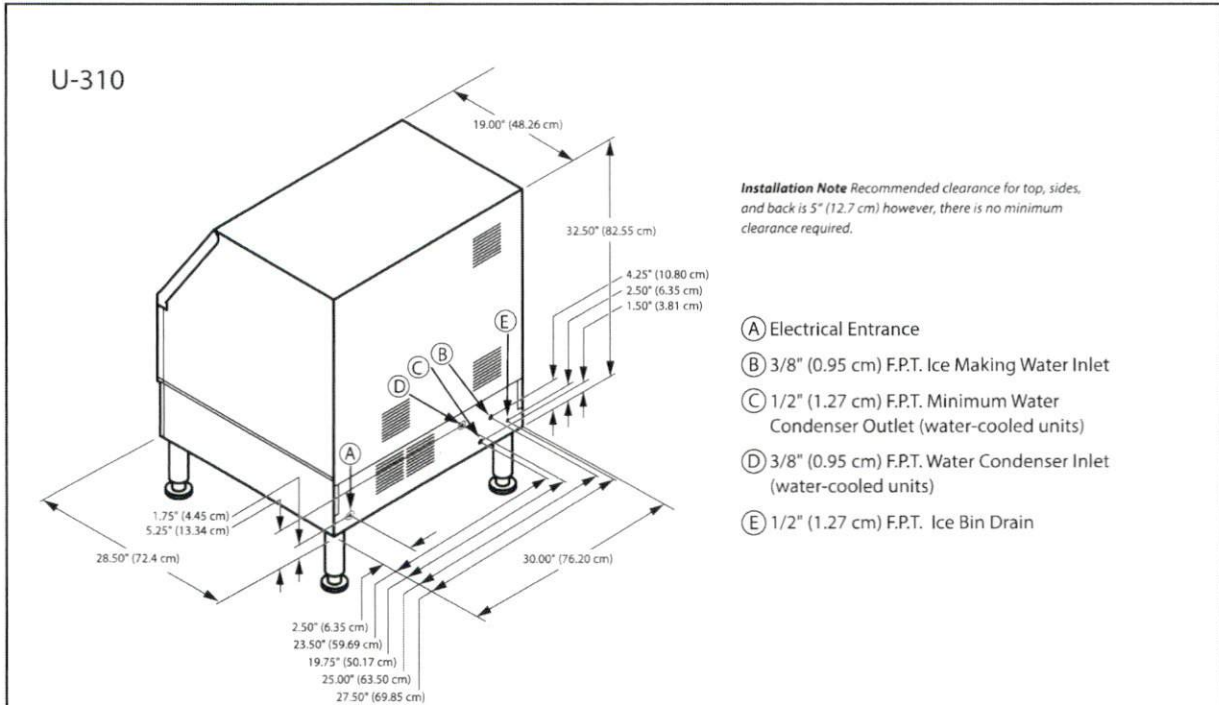 U-310
19.00" (48.26 cm)
32.50" (82.55 cm)
4.25" (10.80 cm)
2.50" (6.35 cm)
1.50" (3.81 cm)
E
B
C
D
A
1.75" (4.45 cm)
5.25" (13.34 cm)
28.50" (72.4 cm)
30.00" (76.20 cm)
2.50" (6.35 cm)
23.50" (59.69 cm)
19.75" (50.17 cm)
25.00" (63.50 cm)
27.50" (69.85 cm)
Installation Note Recommended clearance for top, sides,
and back is 5" (12.7 cm) however, there is no minimum
clearance required.
A Electrical Entrance
B 3/8" (0.95 cm) F.P.T. Ice Making Water Inlet
C 1/2" (1.27 cm) F.P.T. Minimum Water
Condenser Outlet (water-cooled units)
D 3/8" (0.95 cm) F.P.T. Water Condenser Inlet
(water-cooled units)
E 1/2" (1.27 cm) F.P.T. Ice Bin Drain